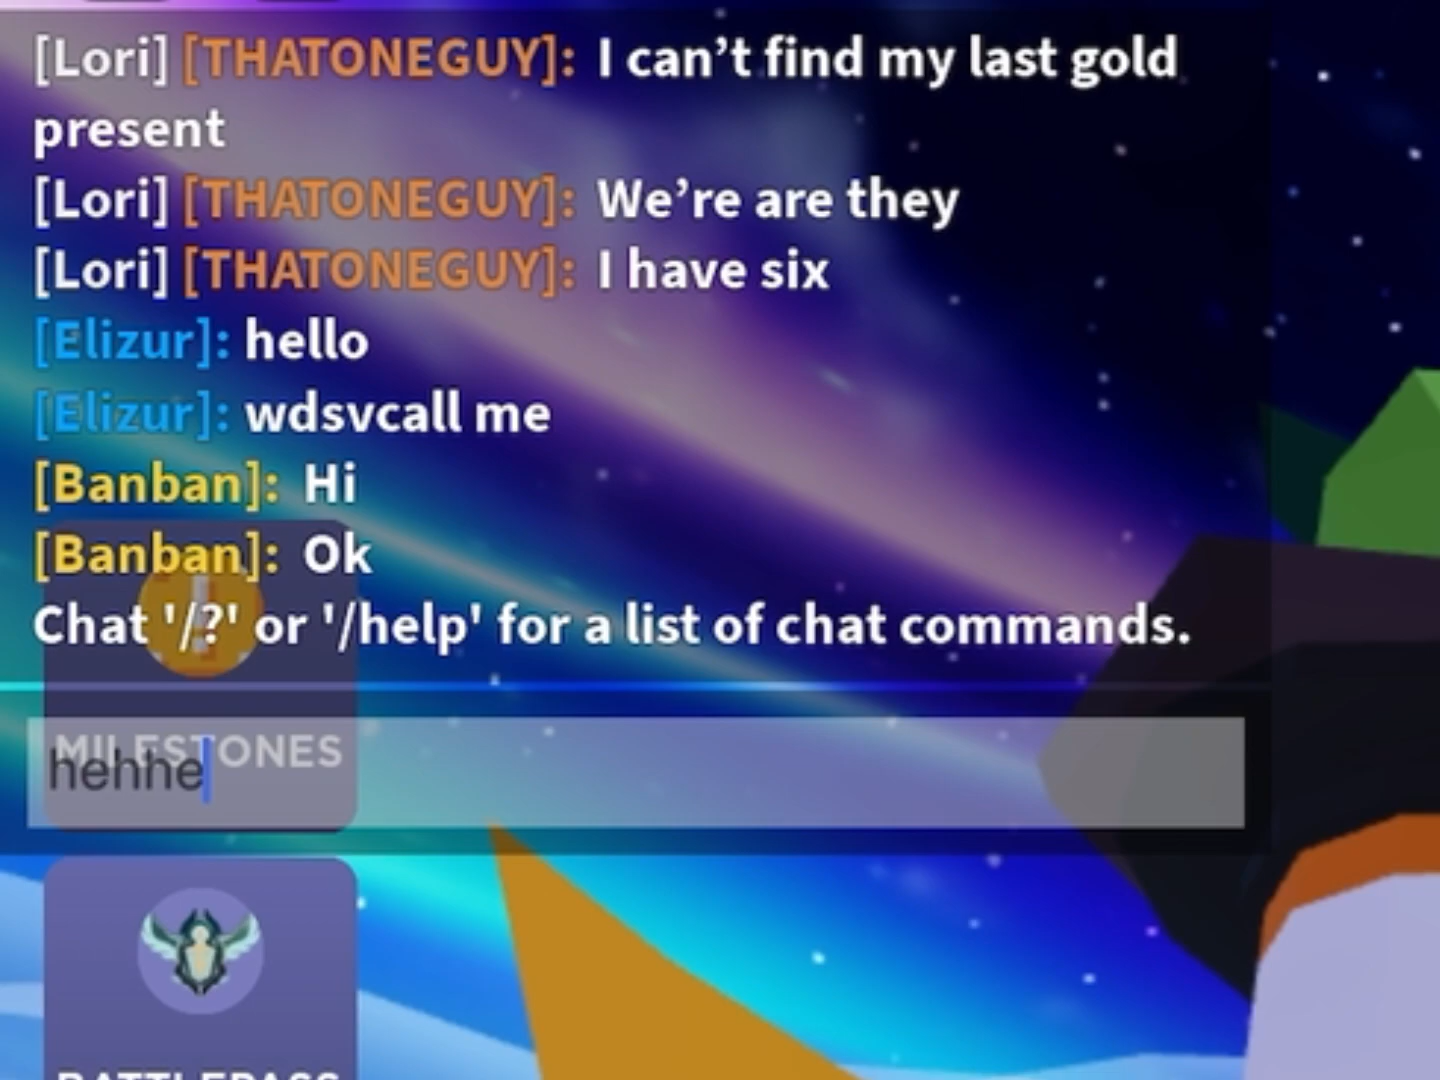 [Lori] [THATONEGUY]: I can’t find my last gold
present
[Lori] [THATONEGUY]: We’re are they
[Lori] [THATONEGUY]: I have six
[Elizur]: hello
[Elizur]: wdsvcall me
[Banban]: Hi
[Banban]: Ok
Chat '/?' or '/help' for a list of chat commands.
MILESTONES
hehhe
BATTLEPASS